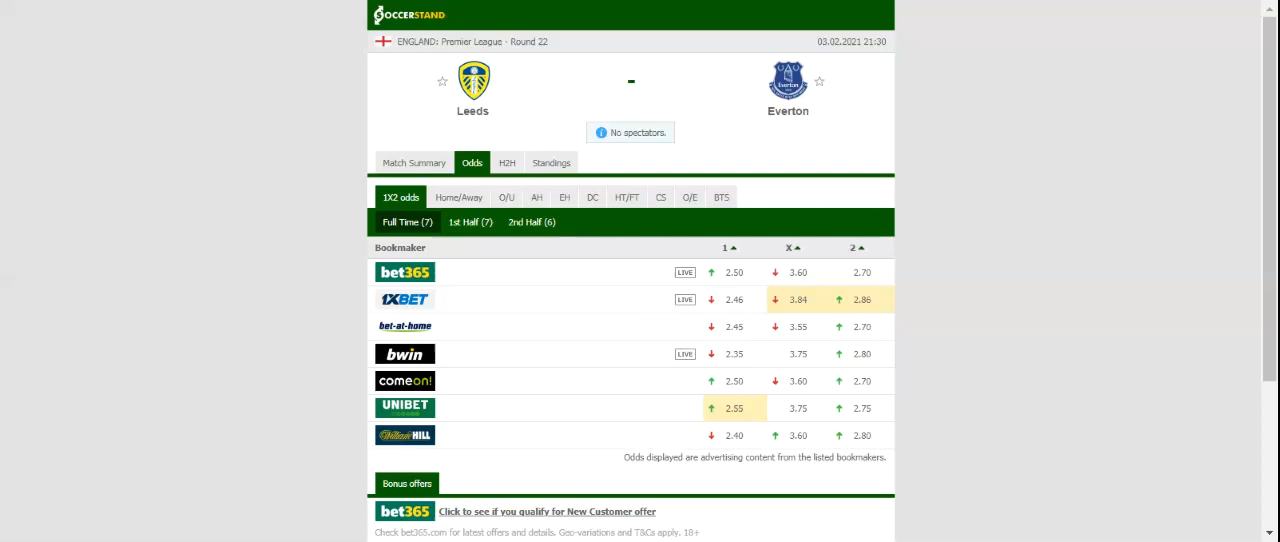 SOCCERSTAND
ENGLAND: Premier League - Round 22 03.02.2021 21:30
-
Everton
Leeds Everton
No spectators.
Match Summary Odds H2H Standings
1X2 odds Home/Away O/U AH EH DC HT/FT CS O/E BTS
Full Time (7) 1st Half (7) 2nd Half (6)
Bookmaker 1 X 2
bet365 LIVE 2.50 3.60 2.70
1XBET LIVE 2.46 3.84 2.86
bet-at-home 2.45 3.55 2.70
bwin LIVE 2.35 3.75 2.80
comeon! 2.50 3.60 2.70
UNIBET 2.55 3.75 2.75
William HILL 2.40 3.60 2.80
Odds displayed are advertising content from the listed bookmakers.
Bonus offers
bet365 Click to see if you qualify for New Customer offer
Check bet365.com for latest offers and details. Geo-variations and T&Cs apply. 18+